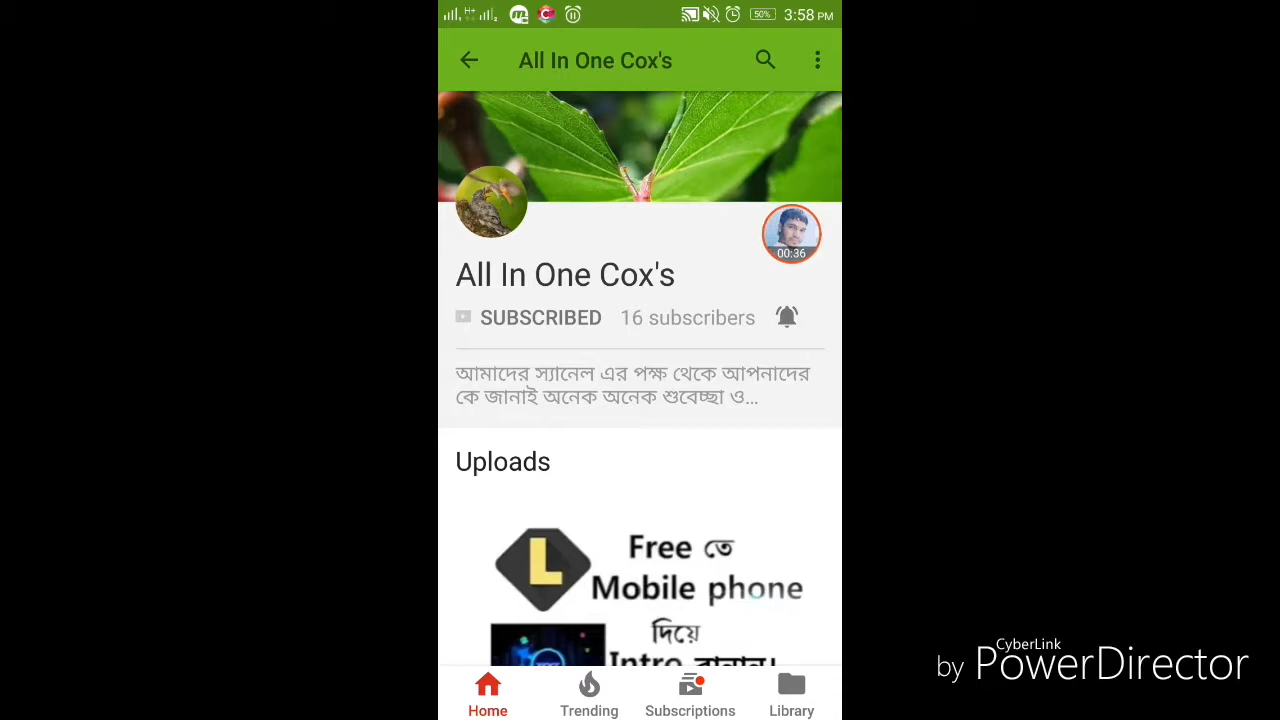 H+
50%
3:58 PM
All In One Cox's
00:36
All In One Cox's
SUBSCRIBED 16 subscribers
আমাদের স্যানেল এর পক্ষ থেকে আপনাদের
কে জানাই অনেক অনেক শুবেচ্ছা ও...
Uploads
L
Free তে
Mobile phone
দিয়ে
Intro বানান।
Home Trending Subscriptions Library
CyberLink
by PowerDirector